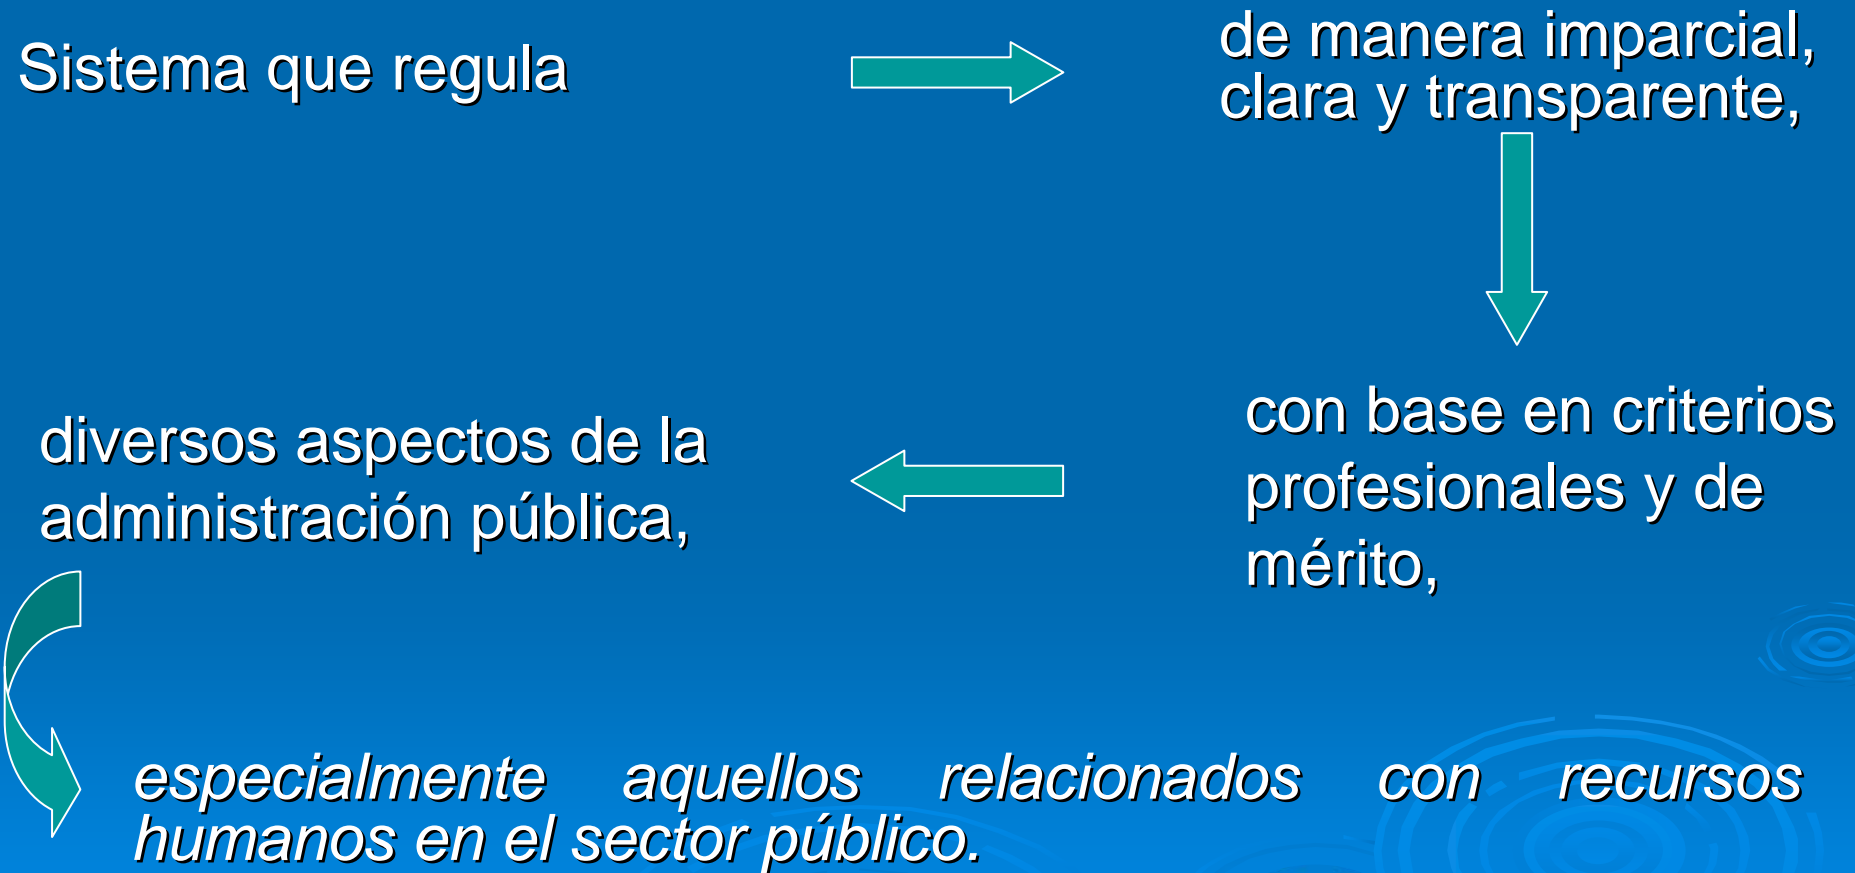 Sistema que regula
de manera imparcial,
clara y transparente,
con base en criterios
profesionales y de
mérito,
diversos aspectos de la
administración pública,
especialmente aquellos relacionados con recursos
humanos en el sector público.